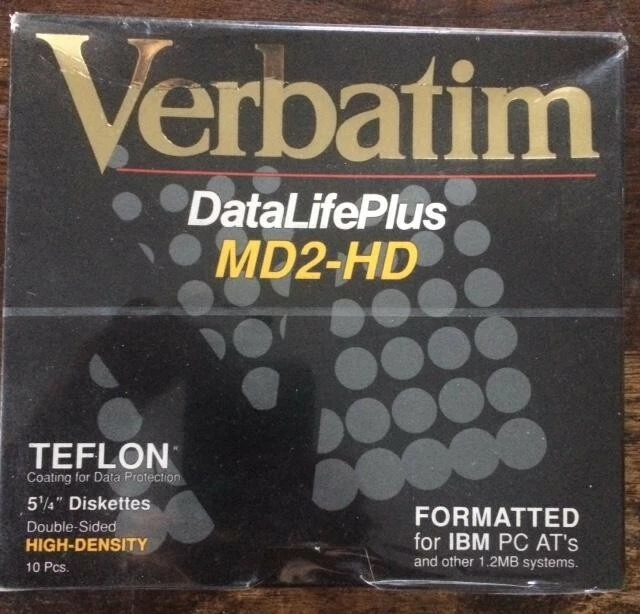 Verbatim
DataLifePlus
MD2-HD
TEFLON
Coating for Data Protection
5¼" Diskettes
Double-Sided
HIGH-DENSITY
10 Pcs.
FORMATTED
for IBM PC AT's
and other 1.2MB systems.